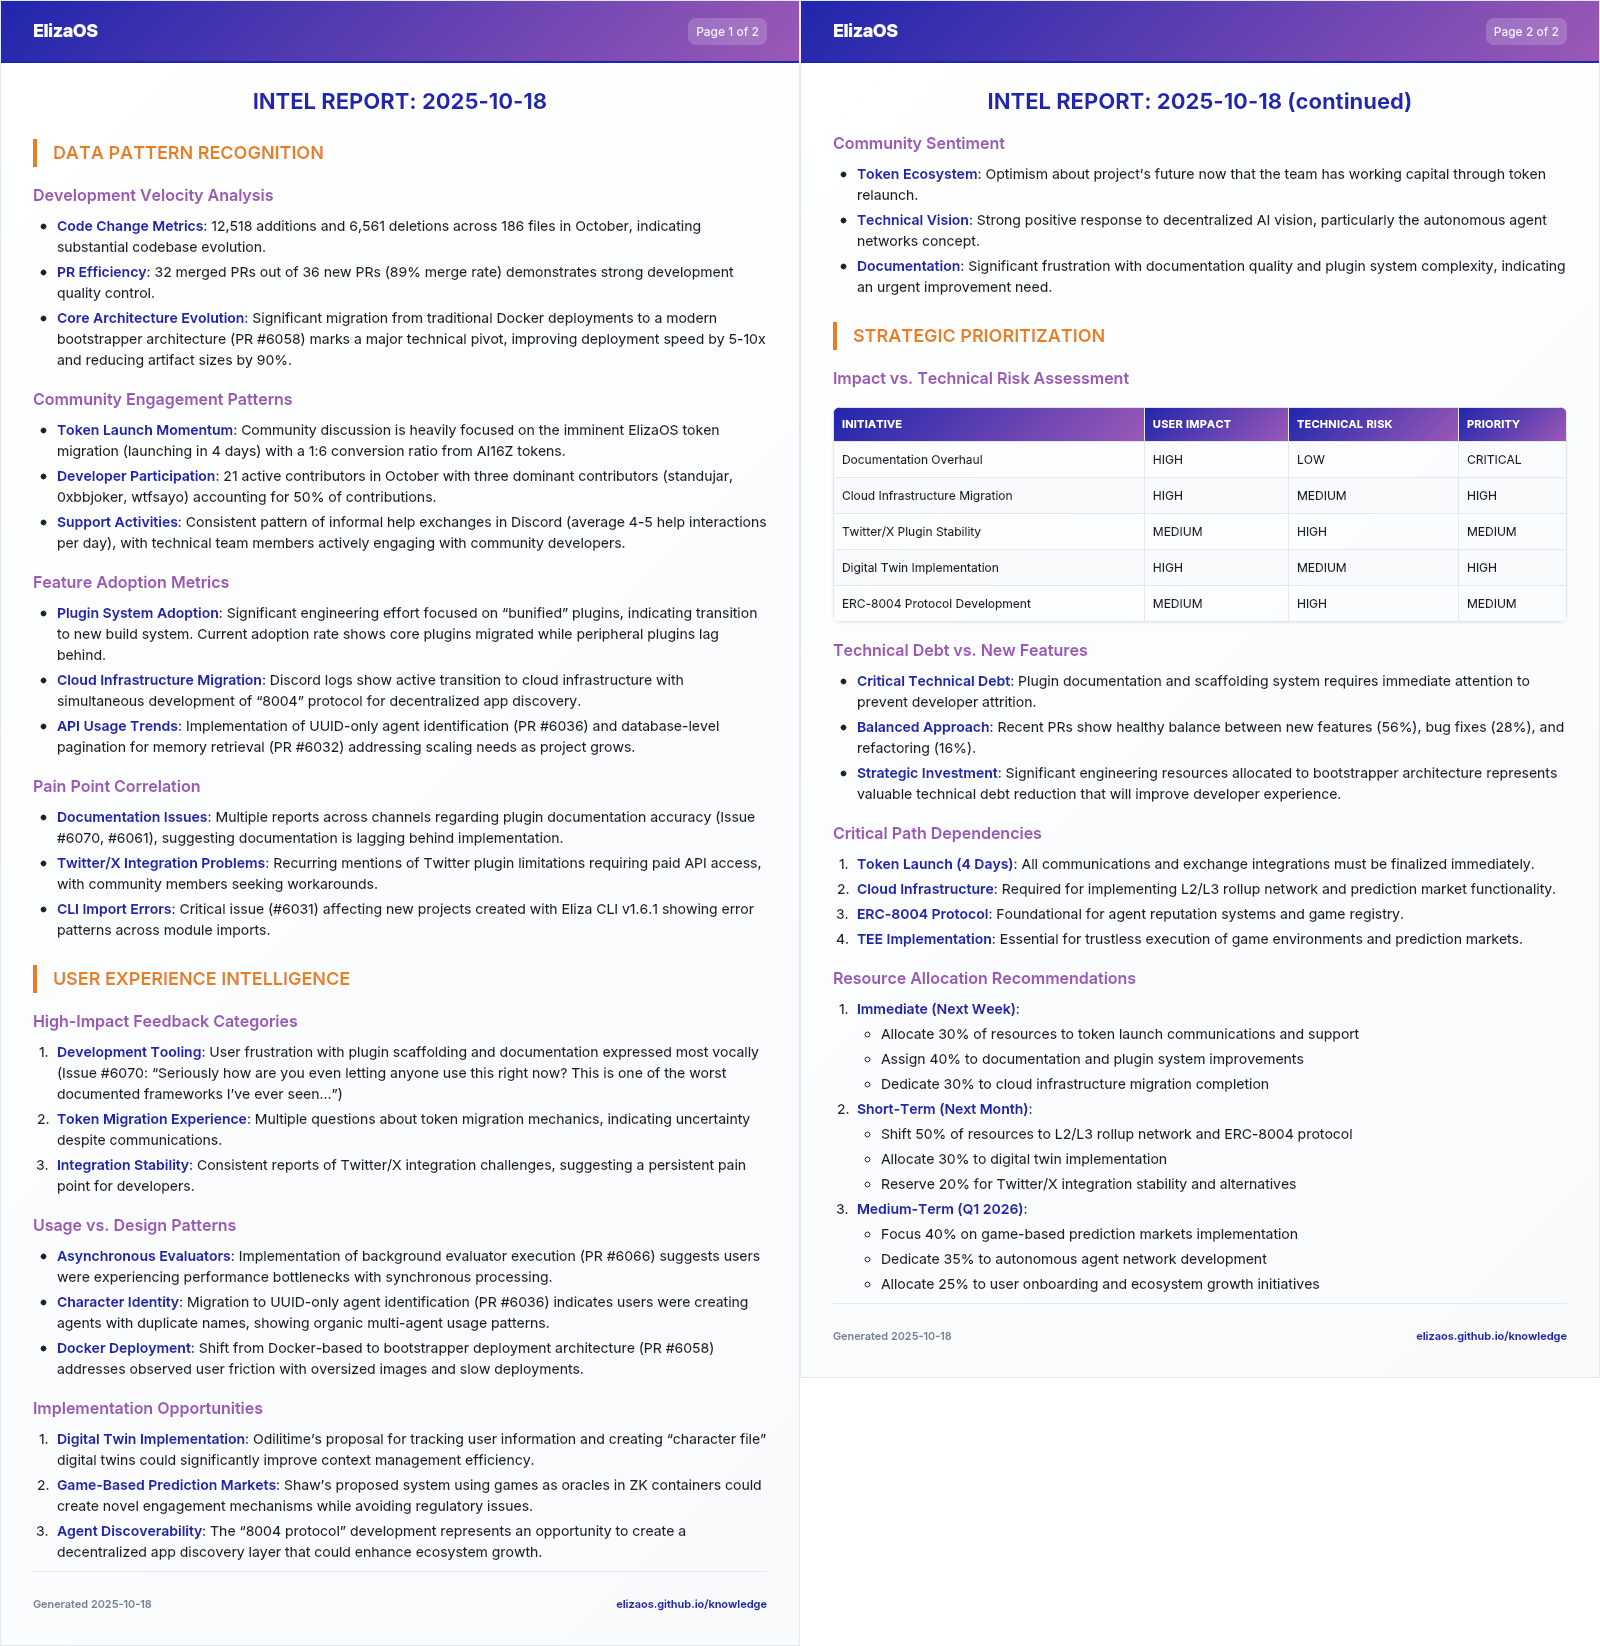 ElizaOS
Page 1 of 2
INTEL REPORT: 2025-10-18
DATA PATTERN RECOGNITION
Development Velocity Analysis
• Code Change Metrics: 12,518 additions and 6,561 deletions across 186 files in October, indicating
substantial codebase evolution.
• PR Efficiency: 32 merged PRs out of 36 new PRs (89% merge rate) demonstrates strong development
quality control.
• Core Architecture Evolution: Significant migration from traditional Docker deployments to a modern
bootstrapper architecture (PR #6058) marks a major technical pivot, improving deployment speed by 5-10x
and reducing artifact sizes by 90%.
Community Engagement Patterns
• Token Launch Momentum: Community discussion is heavily focused on the imminent ElizaOS token
migration (launching in 4 days) with a 1:6 conversion ratio from AI16Z tokens.
• Developer Participation: 21 active contributors in October with three dominant contributors (standujar,
0xbbjoker, wtfsayo) accounting for 50% of contributions.
• Support Activities: Consistent pattern of informal help exchanges in Discord (average 4-5 help interactions
per day), with technical team members actively engaging with community developers.
Feature Adoption Metrics
• Plugin System Adoption: Significant engineering effort focused on “bunified” plugins, indicating transition
to new build system. Current adoption rate shows core plugins migrated while peripheral plugins lag
behind.
• Cloud Infrastructure Migration: Discord logs show active transition to cloud infrastructure with
simultaneous development of “8004” protocol for decentralized app discovery.
• API Usage Trends: Implementation of UUID-only agent identification (PR #6036) and database-level
pagination for memory retrieval (PR #6032) addressing scaling needs as project grows.
Pain Point Correlation
• Documentation Issues: Multiple reports across channels regarding plugin documentation accuracy (Issue
#6070, #6061), suggesting documentation is lagging behind implementation.
• Twitter/X Integration Problems: Recurring mentions of Twitter plugin limitations requiring paid API access,
with community members seeking workarounds.
• CLI Import Errors: Critical issue (#6031) affecting new projects created with Eliza CLI v1.6.1 showing error
patterns across module imports.
USER EXPERIENCE INTELLIGENCE
High-Impact Feedback Categories
1. Development Tooling: User frustration with plugin scaffolding and documentation expressed most vocally
(Issue #6070: “Seriously how are you even letting anyone use this right now? This is one of the worst
documented frameworks I’ve ever seen…”)
2. Token Migration Experience: Multiple questions about token migration mechanics, indicating uncertainty
despite communications.
3. Integration Stability: Consistent reports of Twitter/X integration challenges, suggesting a persistent pain
point for developers.
Usage vs. Design Patterns
• Asynchronous Evaluators: Implementation of background evaluator execution (PR #6066) suggests users
were experiencing performance bottlenecks with synchronous processing.
• Character Identity: Migration to UUID-only agent identification (PR #6036) indicates users were creating
agents with duplicate names, showing organic multi-agent usage patterns.
• Docker Deployment: Shift from Docker-based to bootstrapper deployment architecture (PR #6058)
addresses observed user friction with oversized images and slow deployments.
Implementation Opportunities
1. Digital Twin Implementation: Odilitime’s proposal for tracking user information and creating “character file”
digital twins could significantly improve context management efficiency.
2. Game-Based Prediction Markets: Shaw’s proposed system using games as oracles in ZK containers could
create novel engagement mechanisms while avoiding regulatory issues.
3. Agent Discoverability: The “8004 protocol” development represents an opportunity to create a
decentralized app discovery layer that could enhance ecosystem growth.
Generated 2025-10-18
elizaos.github.io/knowledge
ElizaOS
Page 2 of 2
INTEL REPORT: 2025-10-18 (continued)
Community Sentiment
• Token Ecosystem: Optimism about project’s future now that the team has working capital through token
relaunch.
• Technical Vision: Strong positive response to decentralized AI vision, particularly the autonomous agent
networks concept.
• Documentation: Significant frustration with documentation quality and plugin system complexity, indicating
an urgent improvement need.
STRATEGIC PRIORITIZATION
Impact vs. Technical Risk Assessment
INITIATIVE USER IMPACT TECHNICAL RISK PRIORITY
Documentation Overhaul HIGH LOW CRITICAL
Cloud Infrastructure Migration HIGH MEDIUM HIGH
Twitter/X Plugin Stability MEDIUM HIGH MEDIUM
Digital Twin Implementation HIGH MEDIUM HIGH
ERC-8004 Protocol Development MEDIUM HIGH MEDIUM
Technical Debt vs. New Features
• Critical Technical Debt: Plugin documentation and scaffolding system requires immediate attention to
prevent developer attrition.
• Balanced Approach: Recent PRs show healthy balance between new features (56%), bug fixes (28%), and
refactoring (16%).
• Strategic Investment: Significant engineering resources allocated to bootstrapper architecture represents
valuable technical debt reduction that will improve developer experience.
Critical Path Dependencies
1. Token Launch (4 Days): All communications and exchange integrations must be finalized immediately.
2. Cloud Infrastructure: Required for implementing L2/L3 rollup network and prediction market functionality.
3. ERC-8004 Protocol: Foundational for agent reputation systems and game registry.
4. TEE Implementation: Essential for trustless execution of game environments and prediction markets.
Resource Allocation Recommendations
1. Immediate (Next Week):
◦ Allocate 30% of resources to token launch communications and support
◦ Assign 40% to documentation and plugin system improvements
◦ Dedicate 30% to cloud infrastructure migration completion
2. Short-Term (Next Month):
◦ Shift 50% of resources to L2/L3 rollup network and ERC-8004 protocol
◦ Allocate 30% to digital twin implementation
◦ Reserve 20% for Twitter/X integration stability and alternatives
3. Medium-Term (Q1 2026):
◦ Focus 40% on game-based prediction markets implementation
◦ Dedicate 35% to autonomous agent network development
◦ Allocate 25% to user onboarding and ecosystem growth initiatives
Generated 2025-10-18
elizaos.github.io/knowledge